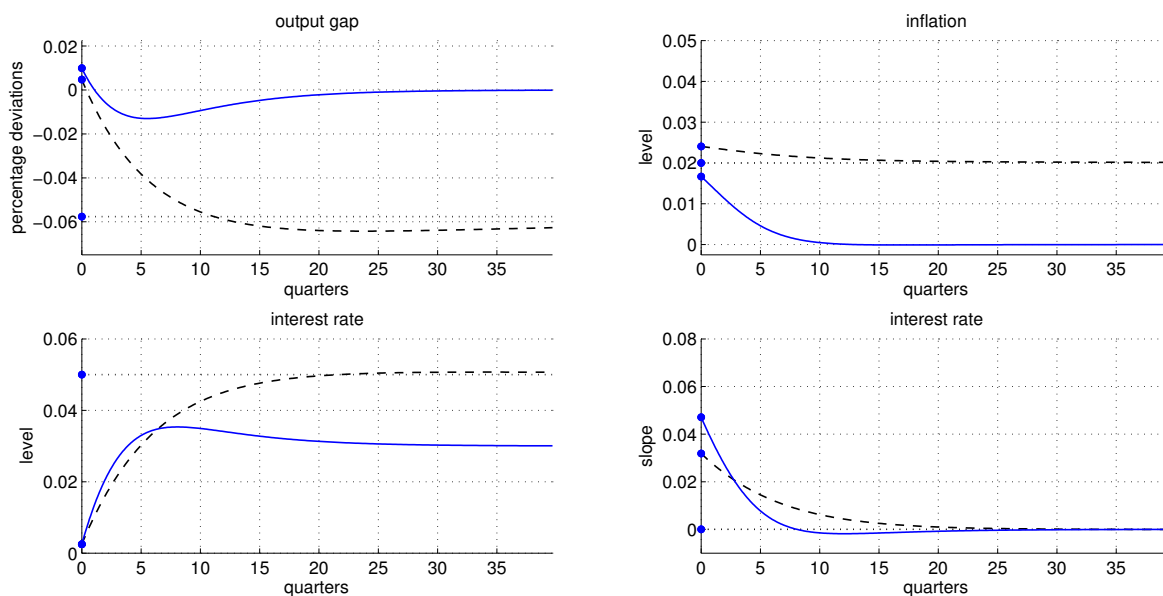 output gap
percentage deviations
0.02
0
−0.02
−0.04
−0.06
0 5 10 15 20 25 30 35
quarters
inflation
level
0.05
0.04
0.03
0.02
0.01
0
0 5 10 15 20 25 30 35
quarters
interest rate
level
0.06
0.04
0.02
0
0 5 10 15 20 25 30 35
quarters
interest rate
slope
0.08
0.06
0.04
0.02
0
0 5 10 15 20 25 30 35
quarters